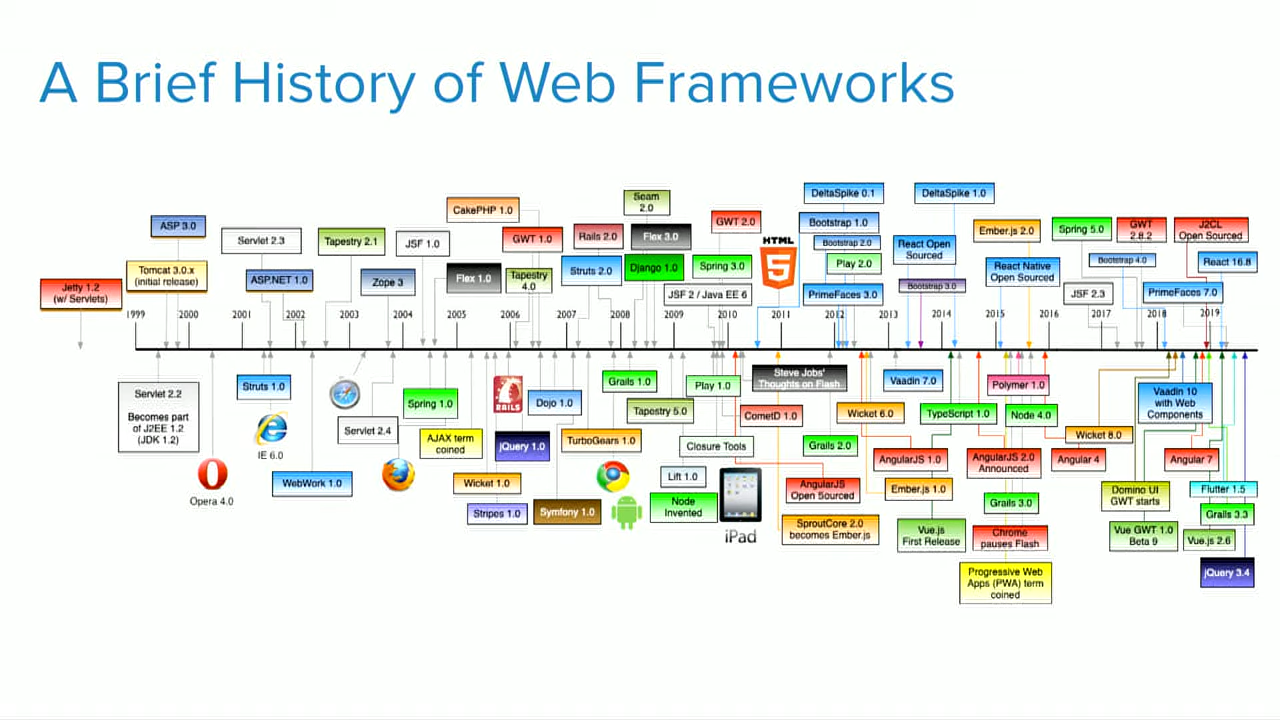 A Brief History of Web Frameworks
DeltaSpike 0.1
DeltaSpike 1.0
Seam
2.0
CakePHP 1.0
ASP 3.0
Servlet 2.3
Tapestry 2.1
JSF 1.0
GWT 1.0
Rails 2.0
Flex 3.0
GWT 2.0
HTML
5
Bootstrap 1.0
Bootstrap 2.0
React Open
Sourced
Ember.js 2.0
Spring 5.0
GWT
2.8.2
J2CL
Open Sourced
Jetty 1.2
(w/ Servlets)
Tomcat 3.0.x
(initial release)
ASP.NET 1.0
Zope 3
Flex 1.0
Tapestry
4.0
Struts 2.0
Django 1.0
Spring 3.0
Play 2.0
React Native
Open Sourced
Bootstrap 4.0
React 16.8
JSF 2 / Java EE 6
PrimeFaces 3.0
Bootstrap 3.0
JSF 2.3
PrimeFaces 7.0
1999 2000 2001 2002 2003 2004 2005 2006 2007 2008 2009 2010 2011 2012 2013 2014 2015 2016 2017 2018 2019
Servlet 2.2
Becomes part
of J2EE 1.2
(JDK 1.2)
Struts 1.0
IE 6.0
Opera 4.0
WebWork 1.0
Servlet 2.4
Spring 1.0
AJAX term
coined
Wicket 1.0
Stripes 1.0
RAILS
jQuery 1.0
Dojo 1.0
Symfony 1.0
TurboGears 1.0
Grails 1.0
Tapestry 5.0
Play 1.0
Closure Tools
Lift 1.0
Node
Invented
iPad
Steve Jobs'
Thoughts on Flash
CometD 1.0
Grails 2.0
AngularJS
Open Sourced
SproutCore 2.0
becomes Ember.js
Vaadin 7.0
Wicket 6.0
AngularJS 1.0
Ember.js 1.0
Vue.js
First Release
TypeScript 1.0
Polymer 1.0
Node 4.0
AngularJS 2.0
Announced
Grails 3.0
Chrome
pauses Flash
Progressive Web
Apps (PWA) term
coined
Wicket 8.0
Angular 4
Vaadin 10
with Web
Components
Angular 7
Domino UI
GWT starts
Vue GWT 1.0
Beta 9
Flutter 1.5
Grails 3.3
Vue.js 2.6
jQuery 3.4